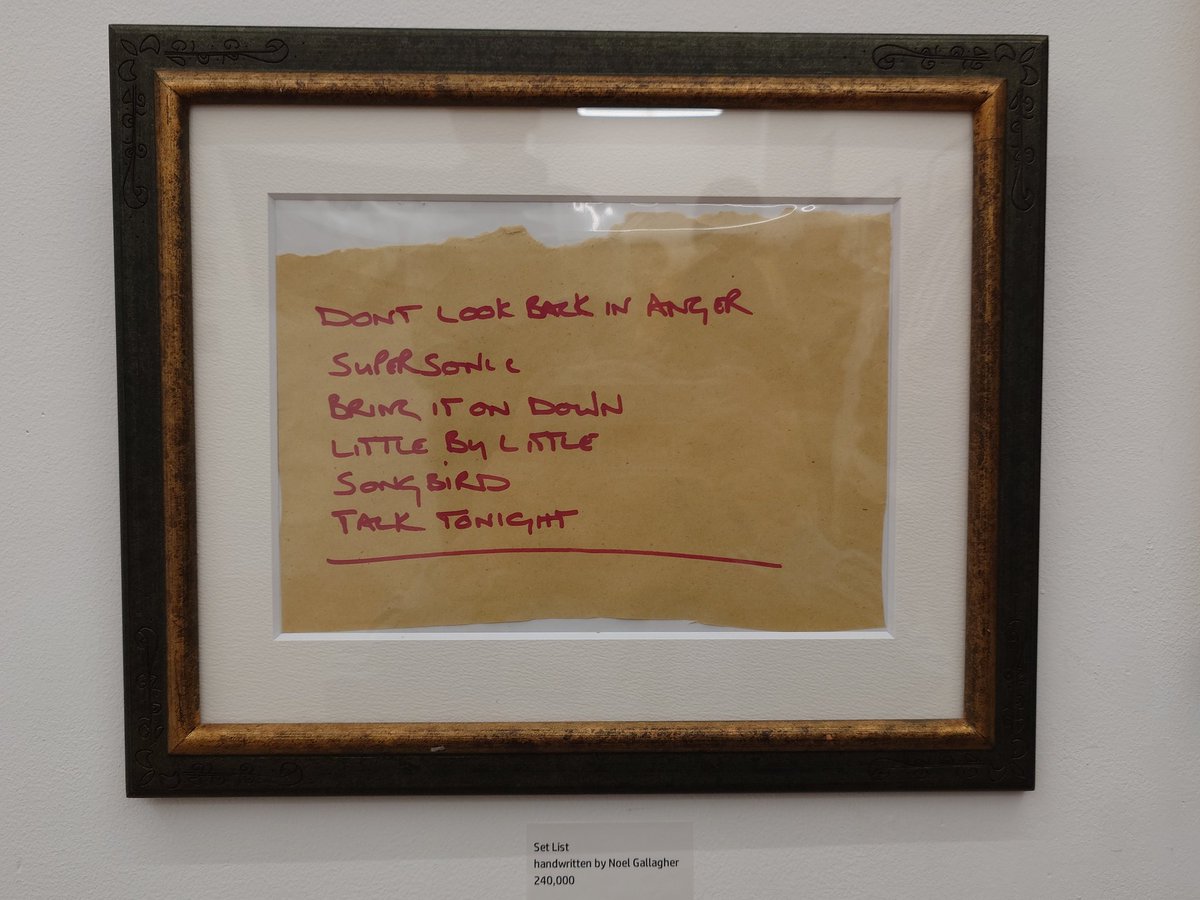 DONT LOOK BACK IN ANGER
SUPERSONIC
BRING IT ON DOWN
LITTLE BY LITTLE
SONGBIRD
TALK TONIGHT
Set List
handwritten by Noel Gallagher
240,000